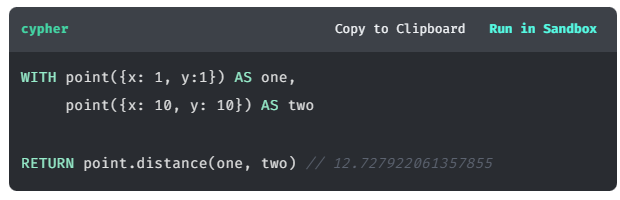 cypher Copy to Clipboard Run in Sandbox
WITH point({x: 1, y:1}) AS one,
     point({x: 10, y: 10}) AS two
RETURN point.distance(one, two) // 12.727922061357855